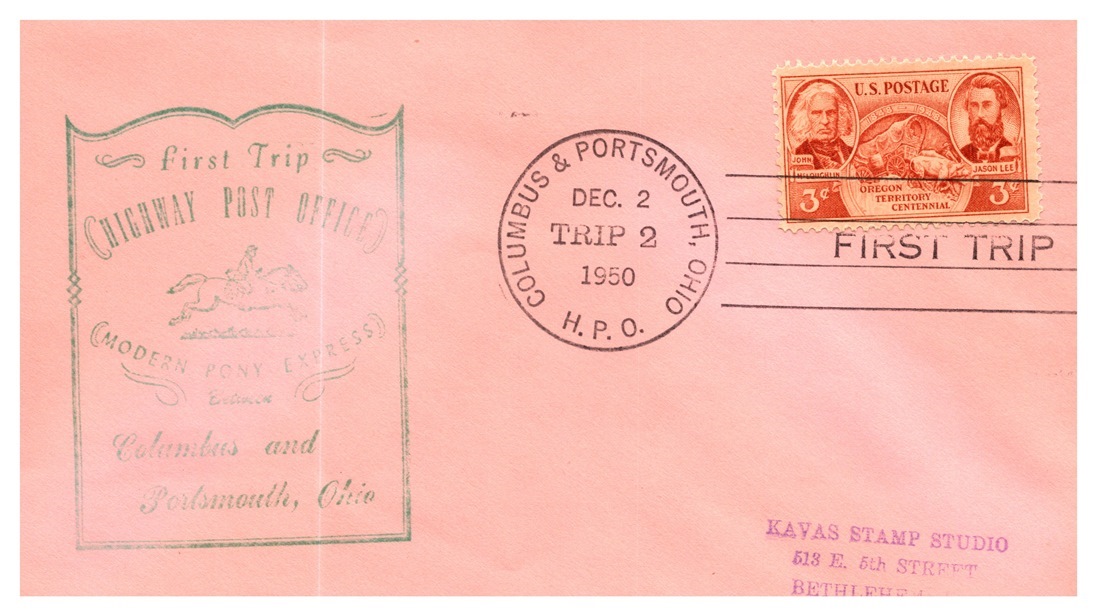 First Trip
HIGHWAY POST OFFICE
MODERN PONY EXPRESS
Between
Columbus and
Portsmouth, Ohio
COLUMBUS & PORTSMOUTH, OHIO
DEC. 2
TRIP 2
1950
H.P.O.
U.S. POSTAGE
JOHN
McLOUGHLIN
JASON LEE
3¢
OREGON
TERRITORY
CENTENNIAL
3¢
FIRST TRIP
KAVAS STAMP STUDIO
513 E. 5th STREET